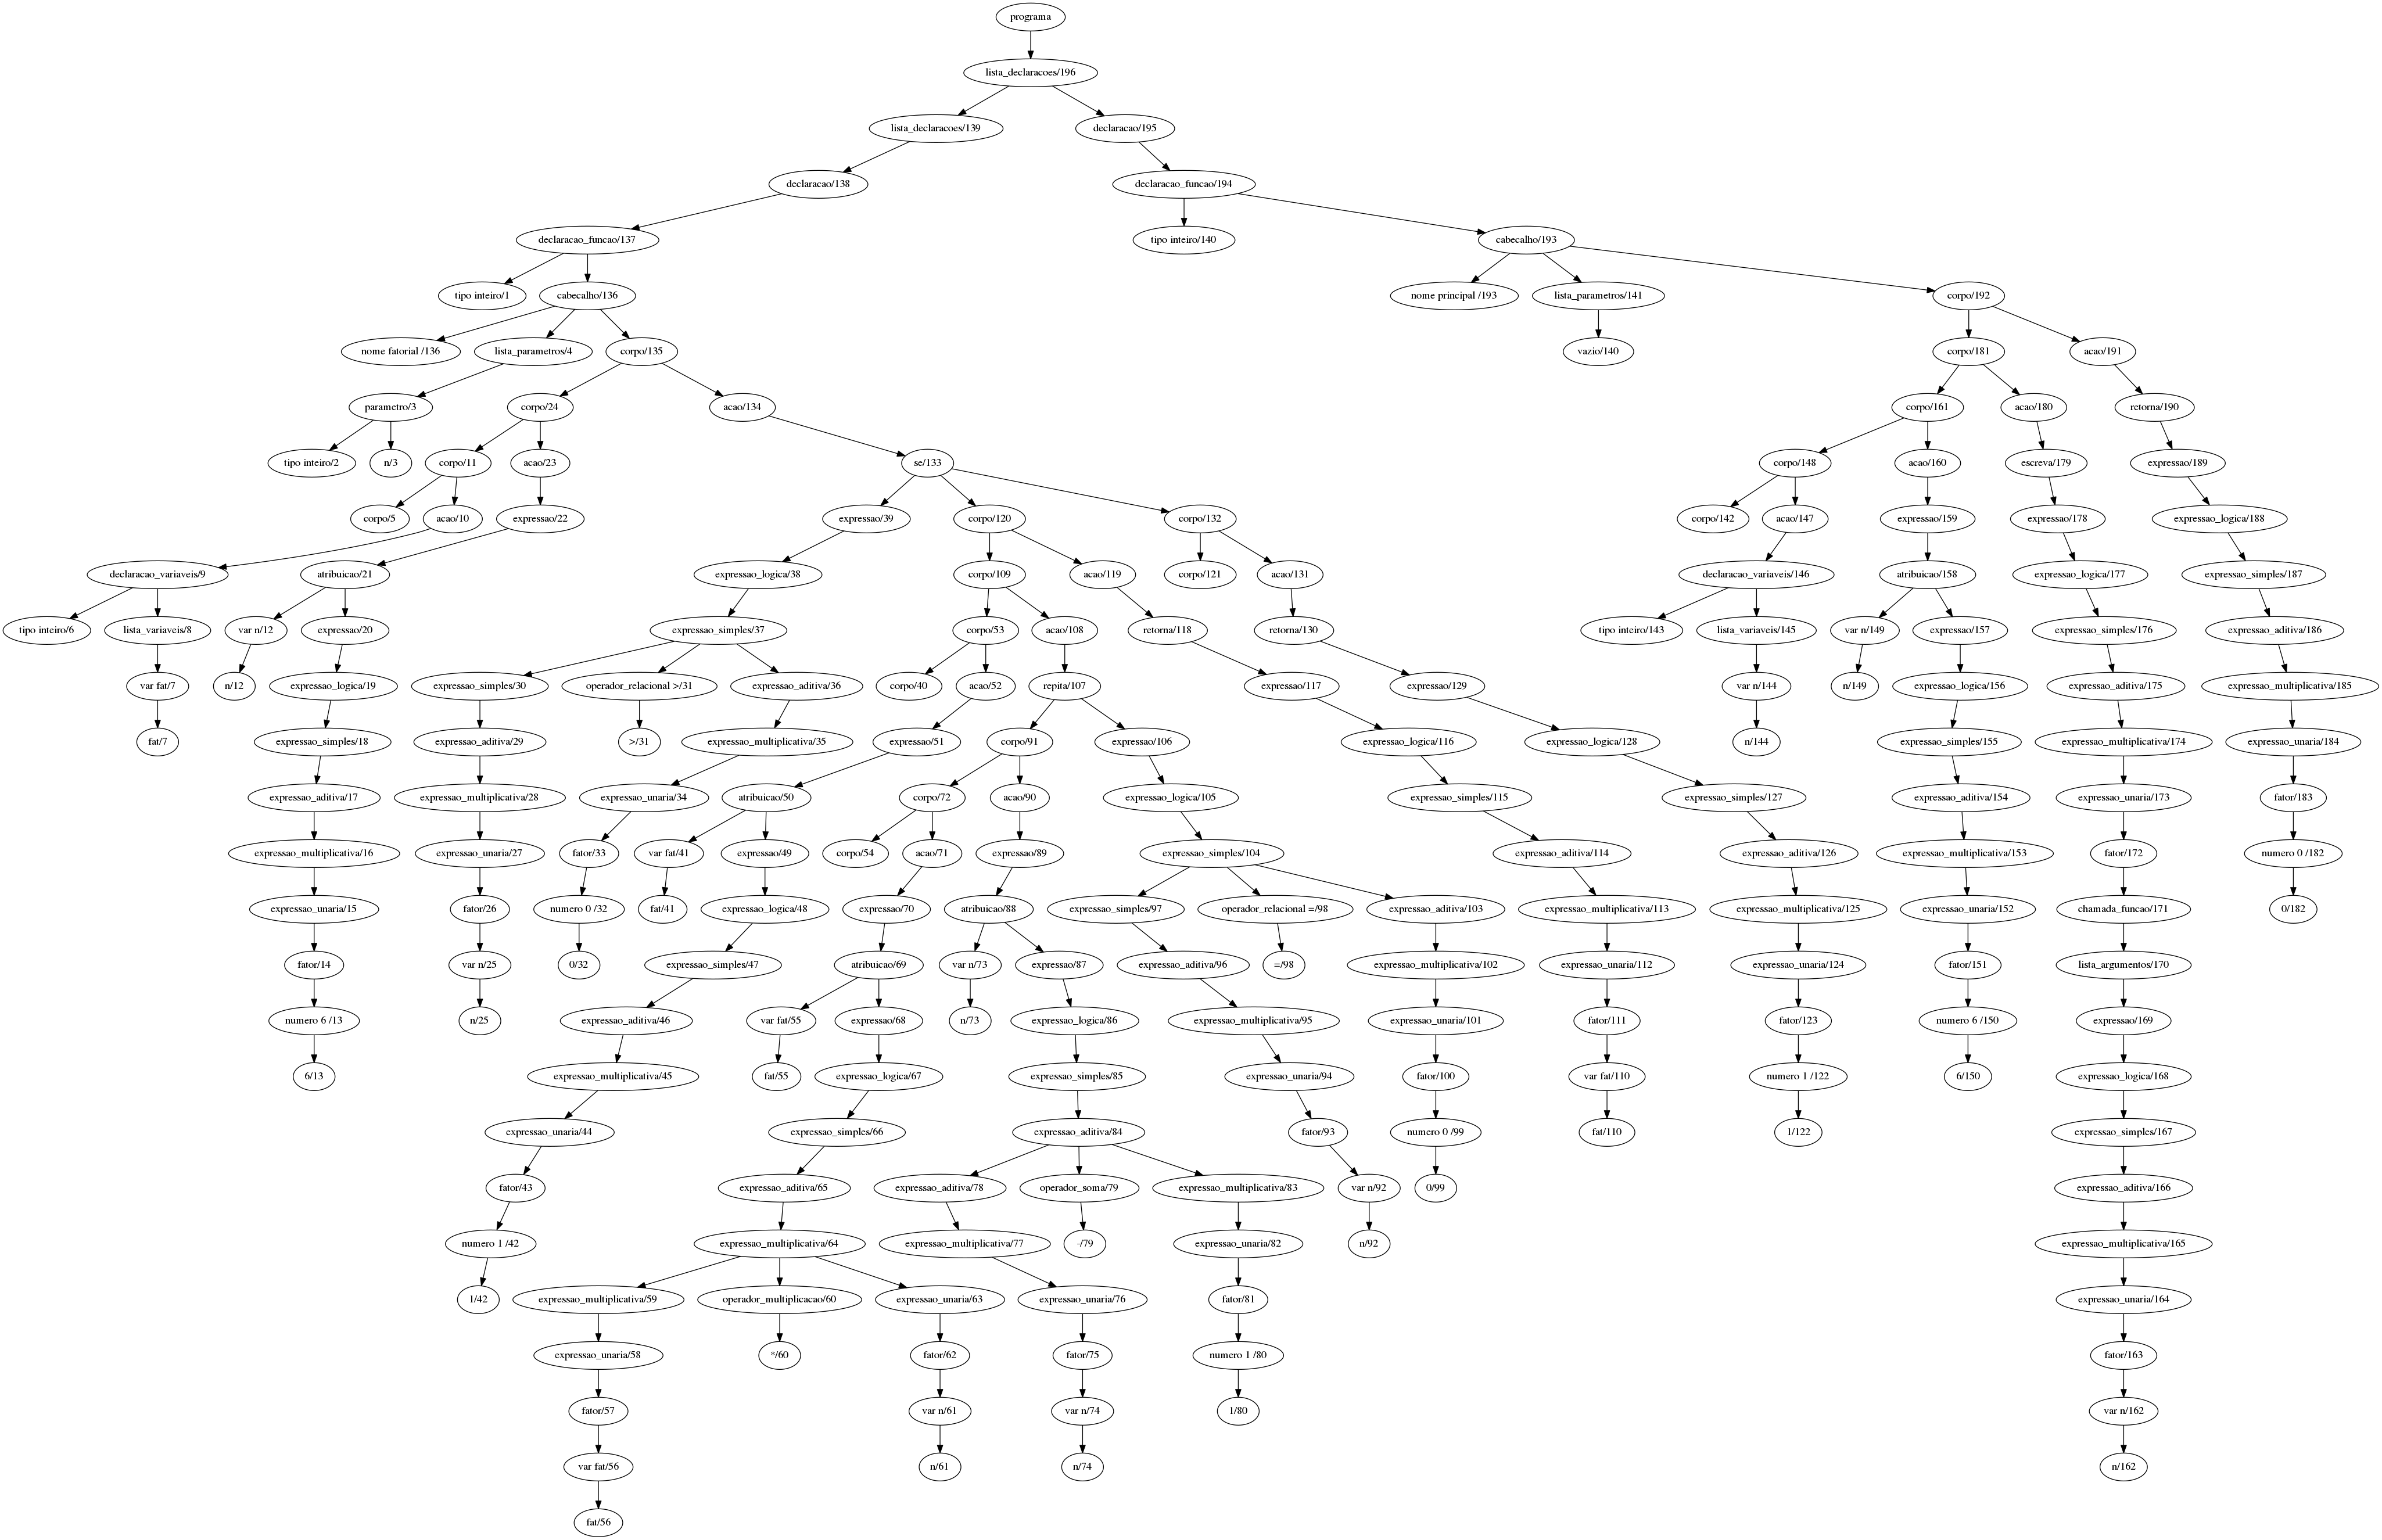 programa
lista_declaracoes/196
lista_declaracoes/139
declaracao/195
declaracao/138
declaracao_funcao/194
declaracao_funcao/137
tipo inteiro/140
cabecalho/193
tipo inteiro/1
cabecalho/136
nome principal /193
lista_parametros/141
corpo/192
nome fatorial /136
lista_parametros/4
corpo/135
vazio/140
corpo/181
acao/191
parametro/3
corpo/24
acao/134
corpo/161
acao/180
retorna/190
tipo inteiro/2
n/3
corpo/11
acao/23
se/133
corpo/148
acao/160
escreva/179
expressao/189
corpo/5
acao/10
expressao/22
expressao/39
corpo/120
corpo/132
corpo/142
acao/147
expressao/159
expressao/178
expressao_logica/188
declaracao_variaveis/9
atribuicao/21
expressao_logica/38
corpo/109
acao/119
corpo/121
acao/131
declaracao_variaveis/146
atribuicao/158
expressao_logica/177
expressao_simples/187
tipo inteiro/6
lista_variaveis/8
var n/12
expressao/20
expressao_simples/37
corpo/53
acao/108
retorna/118
retorna/130
tipo inteiro/143
lista_variaveis/145
var n/149
expressao/157
expressao_simples/176
expressao_aditiva/186
var fat/7
n/12
expressao_logica/19
expressao_simples/30
operador_relacional >/31
expressao_aditiva/36
corpo/40
acao/52
repita/107
expressao/117
expressao/129
var n/144
n/149
expressao_logica/156
expressao_aditiva/175
expressao_multiplicativa/185
fat/7
expressao_simples/18
expressao_aditiva/29
>/31
expressao_multiplicativa/35
expressao/51
corpo/91
expressao/106
expressao_logica/116
expressao_logica/128
n/144
expressao_simples/155
expressao_multiplicativa/174
expressao_unaria/184
expressao_aditiva/17
expressao_multiplicativa/28
expressao_unaria/34
atribuicao/50
corpo/72
acao/90
expressao_logica/105
expressao_simples/115
expressao_simples/127
expressao_aditiva/154
expressao_unaria/173
fator/183
expressao_multiplicativa/16
expressao_unaria/27
fator/33
var fat/41
expressao/49
corpo/54
acao/71
expressao/89
expressao_simples/104
expressao_aditiva/114
expressao_aditiva/126
expressao_multiplicativa/153
fator/172
numero 0 /182
expressao_unaria/15
fator/26
numero 0 /32
fat/41
expressao_logica/48
expressao/70
atribuicao/88
expressao_simples/97
operador_relacional =/98
expressao_aditiva/103
expressao_multiplicativa/113
expressao_multiplicativa/125
expressao_unaria/152
chamada_funcao/171
0/182
fator/14
var n/25
0/32
expressao_simples/47
atribuicao/69
var n/73
expressao/87
expressao_aditiva/96
=/98
expressao_multiplicativa/102
expressao_unaria/112
expressao_unaria/124
fator/151
lista_argumentos/170
numero 6 /13
n/25
expressao_aditiva/46
var fat/55
expressao/68
n/73
expressao_logica/86
expressao_multiplicativa/95
expressao_unaria/101
fator/111
fator/123
numero 6 /150
expressao/169
6/13
expressao_multiplicativa/45
fat/55
expressao_logica/67
expressao_simples/85
expressao_unaria/94
fator/100
var fat/110
numero 1 /122
6/150
expressao_logica/168
expressao_unaria/44
expressao_simples/66
expressao_aditiva/84
fator/93
numero 0 /99
fat/110
1/122
expressao_simples/167
fator/43
expressao_aditiva/65
expressao_aditiva/78
operador_soma/79
expressao_multiplicativa/83
var n/92
0/99
expressao_aditiva/166
numero 1 /42
expressao_multiplicativa/64
expressao_multiplicativa/77
-/79
expressao_unaria/82
n/92
expressao_multiplicativa/165
1/42
expressao_multiplicativa/59
operador_multiplicacao/60
expressao_unaria/63
expressao_unaria/76
fator/81
expressao_unaria/164
expressao_unaria/58
*/60
fator/62
fator/75
numero 1 /80
fator/163
fator/57
var n/61
var n/74
1/80
var n/162
var fat/56
n/61
n/74
n/162
fat/56